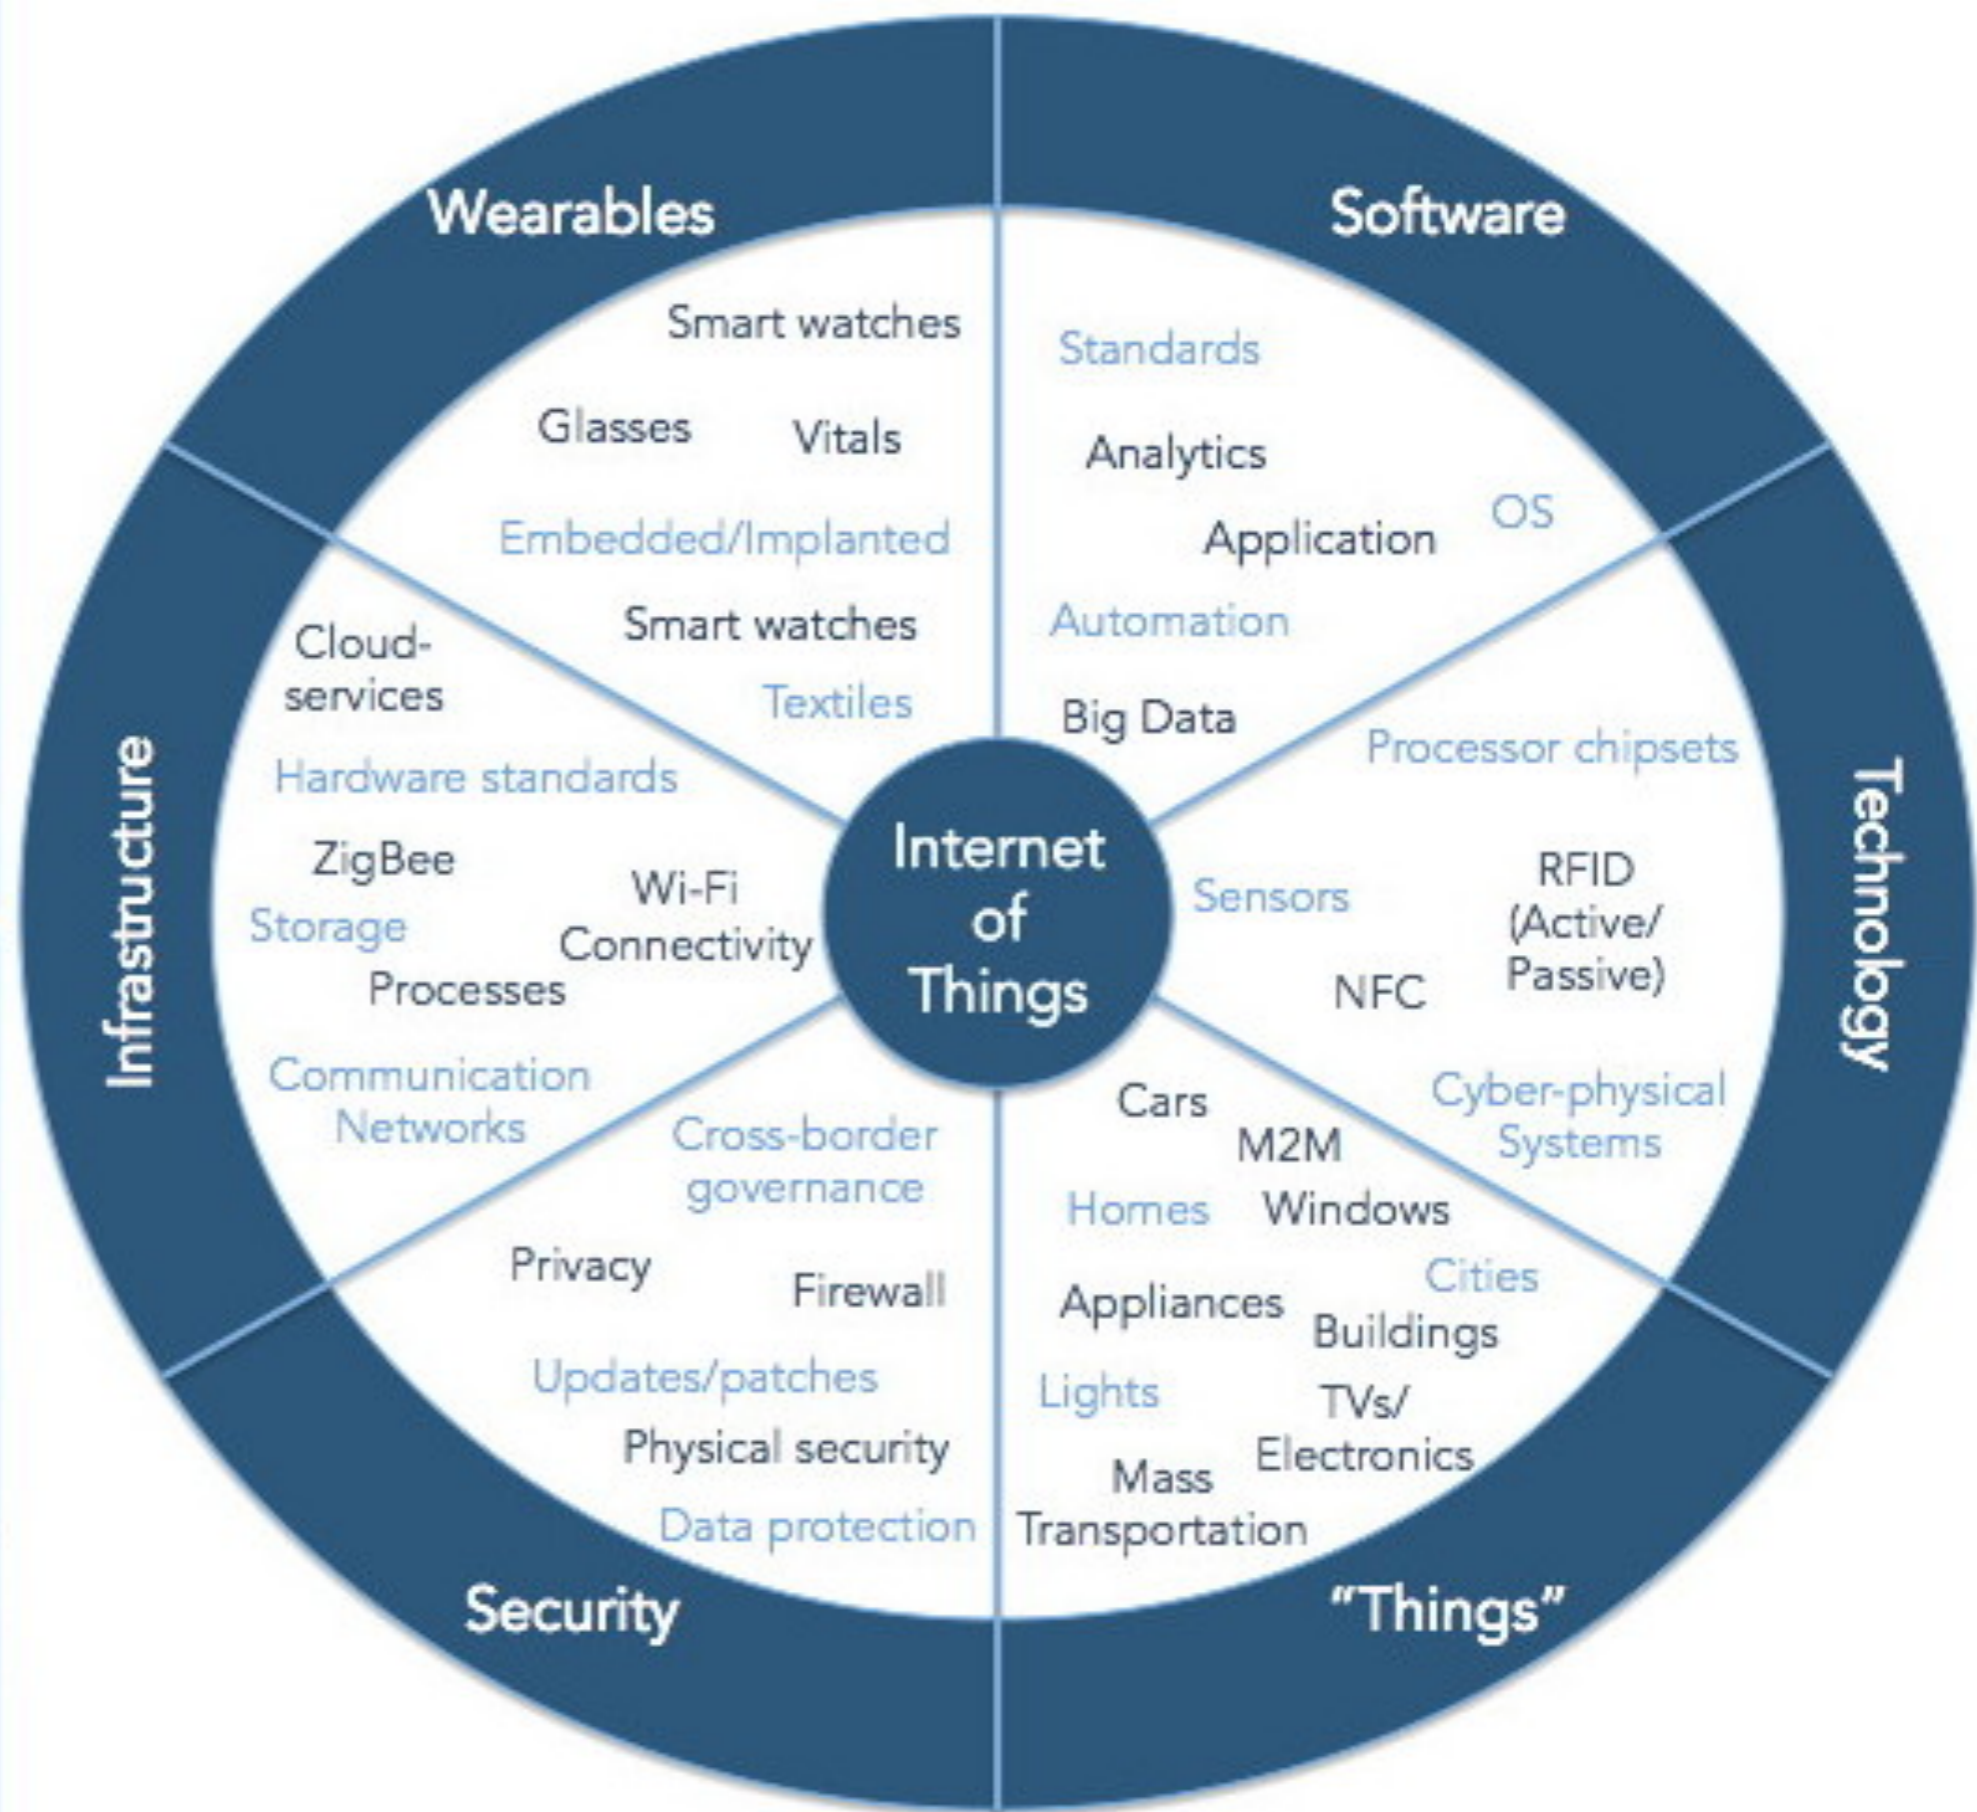 Wearables
Smart watches
Glasses
Vitals
Embedded/Implanted
Smart watches
Textiles
Software
Standards
Analytics
OS
Application
Automation
Big Data
Technology
Processor chipsets
Sensors
RFID
(Active/
Passive)
NFC
Cyber-physical
Systems
"Things"
Cars
M2M
Homes
Windows
Cities
Appliances
Buildings
Lights
TVs/
Electronics
Mass
Transportation
Security
Cross-border
governance
Privacy
Firewall
Updates/patches
Physical security
Data protection
Infrastructure
Cloud-
services
Hardware standards
ZigBee
Wi-Fi
Connectivity
Storage
Processes
Communication
Networks
Internet
of
Things